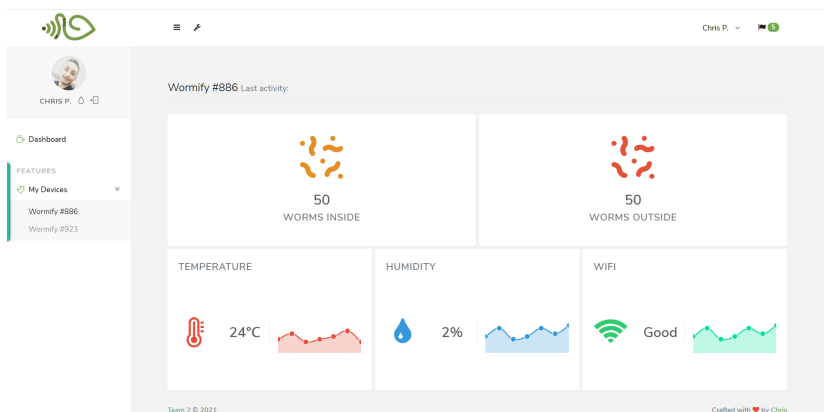 Chris P.
5
CHRIS P.
Wormify #886 Last activity:
Dashboard
FEATURES
My Devices
Wormify #886
Wormify #923
50
WORMS INSIDE
50
WORMS OUTSIDE
TEMPERATURE
24°C
HUMIDITY
2%
WIFI
Good
Team 2 © 2021
Crafted with ❤ by Chris